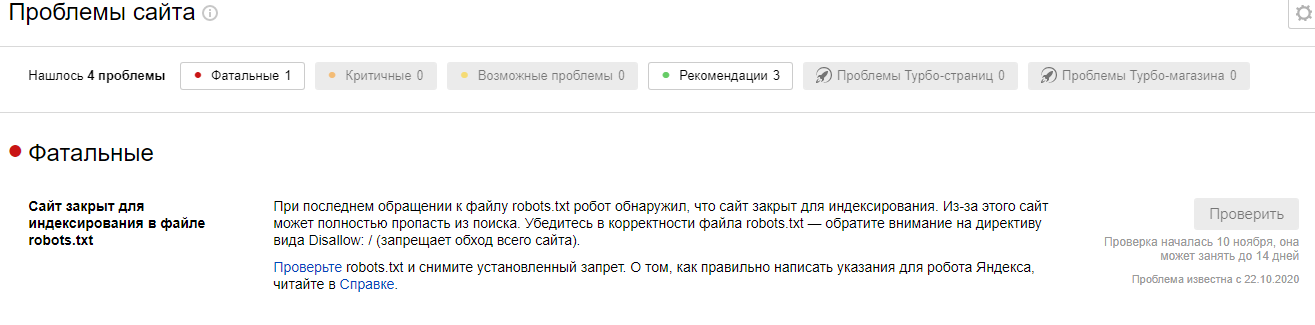 Проблемы сайта
Нашлось 4 проблемы
Фатальные 1
Критичные 0
Возможные проблемы 0
Рекомендации 3
Проблемы Турбо-страниц 0
Проблемы Турбо-магазина 0
Фатальные
Сайт закрыт для
индексирования в файле
robots.txt
При последнем обращении к файлу robots.txt робот обнаружил, что сайт закрыт для индексирования. Из-за этого сайт
может полностью пропасть из поиска. Убедитесь в корректности файла robots.txt — обратите внимание на директиву
вида Disallow: / (запрещает обход всего сайта).
Проверьте robots.txt и снимите установленный запрет. О том, как правильно написать указания для робота Яндекса,
читайте в Справке.
Проверить
Проверка началась 10 ноября, она
может занять до 14 дней
Проблема известна с 22.10.2020